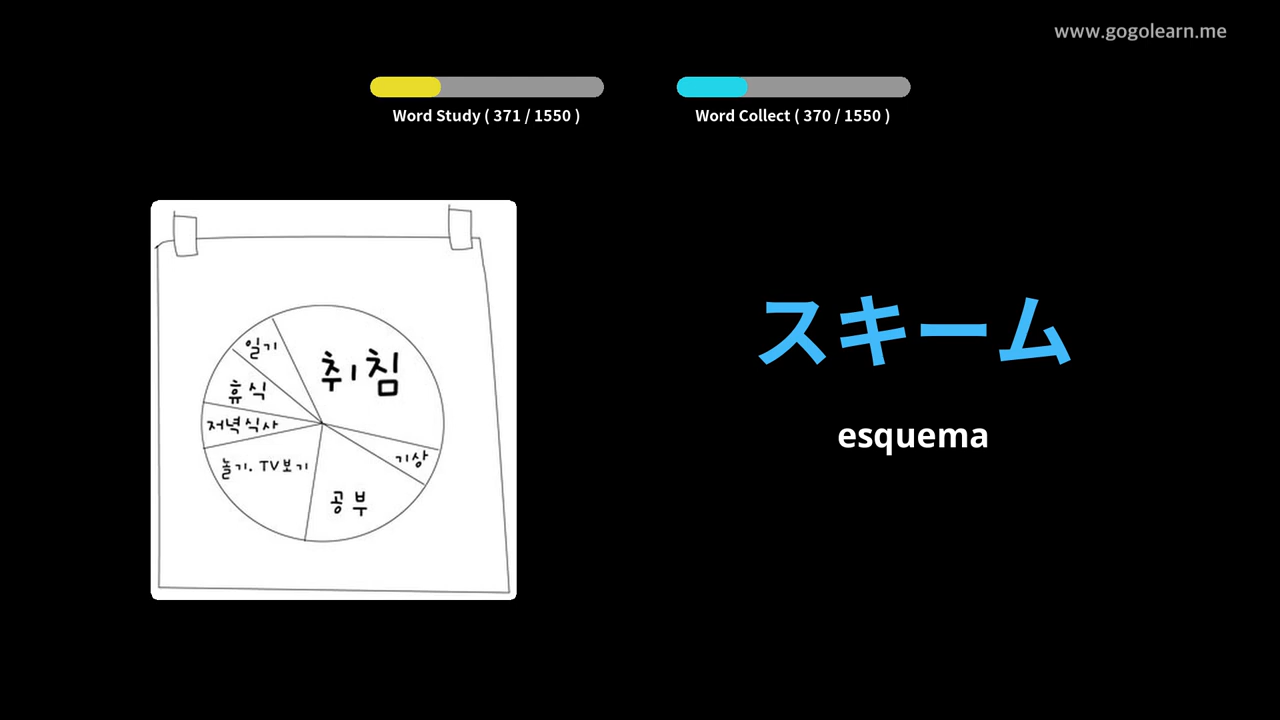 www.gogolearn.me
Word Study ( 371 / 1550 )
Word Collect ( 370 / 1550 )
일기
취침
휴식
저녁식사
놀기. TV보기
기상
공부
スキーム
esquema